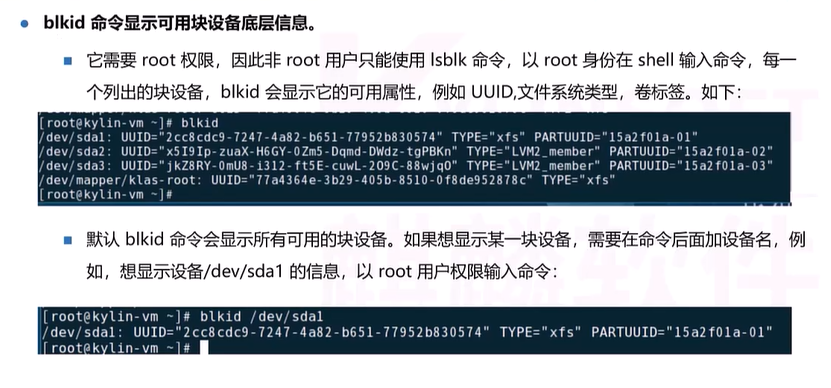 blkid 命令显示可用块设备底层信息。
它需要 root 权限，因此非 root 用户只能使用 lsblk 命令，以 root 身份在 shell 输入命令，每一
个列出的块设备，blkid 会显示它的可用属性，例如 UUID,文件系统类型，卷标签。如下：
[root@kylin-vm ~]# blkid
/dev/sda1: UUID="2cc8cdc9-7247-4a82-b651-77952b830574" TYPE="xfs" PARTUUID="15a2f01a-01"
/dev/sda2: UUID="x5I9Ip-zuaX-H6GY-0Zm5-Dqmd-DWdz-tgPBKn" TYPE="LVM2_member" PARTUUID="15a2f01a-02"
/dev/sda3: UUID="jkZ8RY-0mU8-i312-ft5E-cuwL-2O9C-88wjqO" TYPE="LVM2_member" PARTUUID="15a2f01a-03"
/dev/mapper/klas-root: UUID="77a4364e-3b29-405b-8510-0f8de952878c" TYPE="xfs"
[root@kylin-vm ~]#
默认 blkid 命令会显示所有可用的块设备。如果想显示某一块设备，需要在命令后面加设备名，例
如，想显示设备/dev/sda1 的信息，以 root 用户权限输入命令：
[root@kylin-vm ~]# blkid /dev/sda1
/dev/sda1: UUID="2cc8cdc9-7247-4a82-b651-77952b830574" TYPE="xfs" PARTUUID="15a2f01a-01"
[root@kylin-vm ~]#